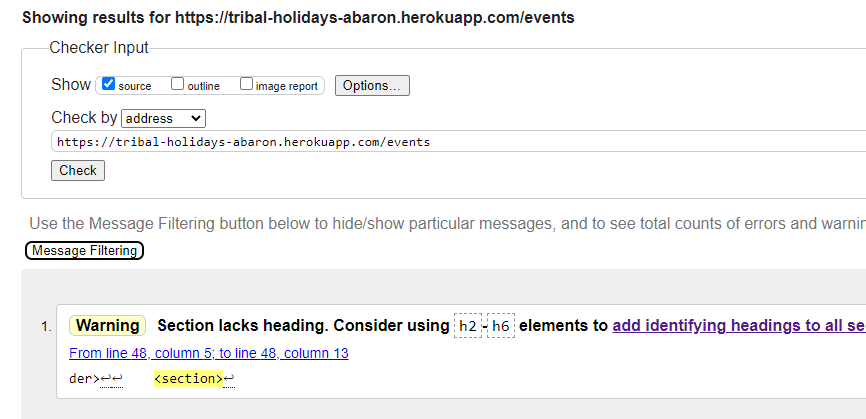 Showing results for https://tribal-holidays-abaron.herokuapp.com/events
Checker Input
Show source outline image report Options...
Check by address
https://tribal-holidays-abaron.herokuapp.com/events
Check
Use the Message Filtering button below to hide/show particular messages, and to see total counts of errors and warnin
Message Filtering
1. Warning Section lacks heading. Consider using h2-h6 elements to add identifying headings to all se
From line 48, column 5; to line 48, column 13
der>↩↩ <section>↩